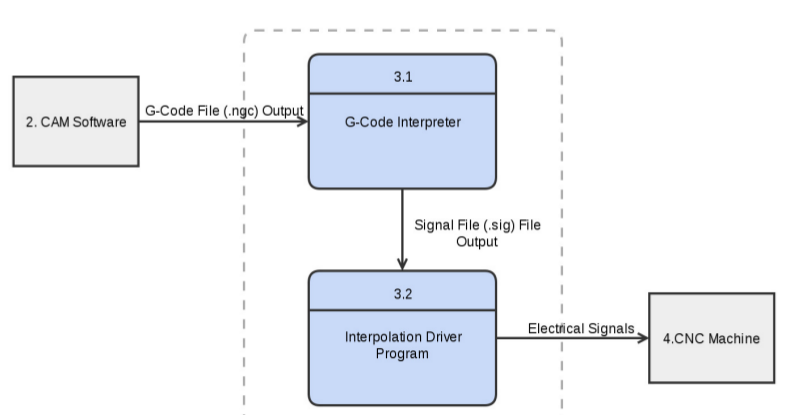 3.1
G-Code File (.ngc) Output
2. CAM Software
G-Code Interpreter
Signal File (.sig) File
Output
3.2
Interpolation Driver
Program
Electrical Signals
4.CNC Machine